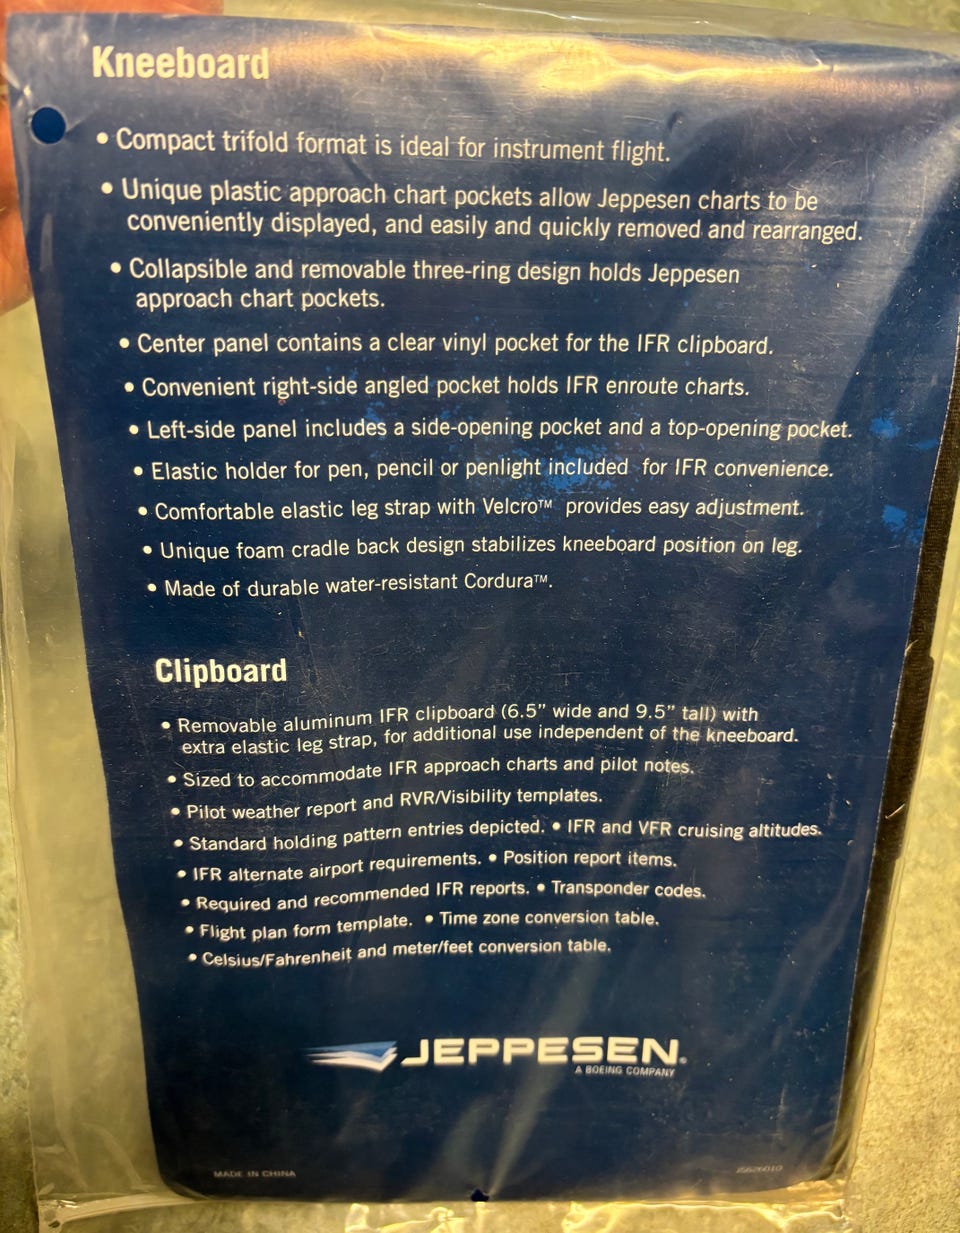 Kneeboard
• Compact trifold format is ideal for instrument flight.
• Unique plastic approach chart pockets allow Jeppesen charts to be
conveniently displayed, and easily and quickly removed and rearranged.
• Collapsible and removable three-ring design holds Jeppesen
approach chart pockets.
• Center panel contains a clear vinyl pocket for the IFR clipboard.
• Convenient right-side angled pocket holds IFR enroute charts.
• Left-side panel includes a side-opening pocket and a top-opening pocket.
• Elastic holder for pen, pencil or penlight included for IFR convenience.
• Comfortable elastic leg strap with Velcro™ provides easy adjustment.
• Unique foam cradle back design stabilizes kneeboard position on leg.
• Made of durable water-resistant Cordura™.
Clipboard
• Removable aluminum IFR clipboard (6.5” wide and 9.5” tall) with
extra elastic leg strap, for additional use independent of the kneeboard.
• Sized to accommodate IFR approach charts and pilot notes.
• Pilot weather report and RVR/Visibility templates.
• Standard holding pattern entries depicted. • IFR and VFR cruising altitudes.
• IFR alternate airport requirements. • Position report items.
• Required and recommended IFR reports. • Transponder codes.
• Flight plan form template. • Time zone conversion table.
• Celsius/Fahrenheit and meter/feet conversion table.
JEPPESEN®
A BOEING COMPANY
MADE IN CHINA